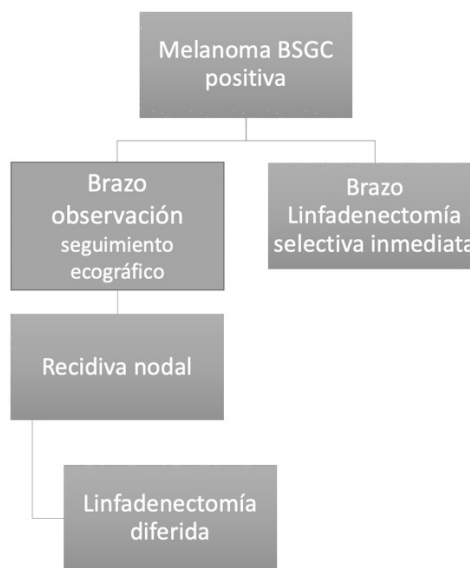 Melanoma BSGC
positiva
Brazo
observación
seguimiento
ecográfico
Brazo
Linfadenectomía
selectiva inmediata
Recidiva nodal
Linfadenectomía
diferida